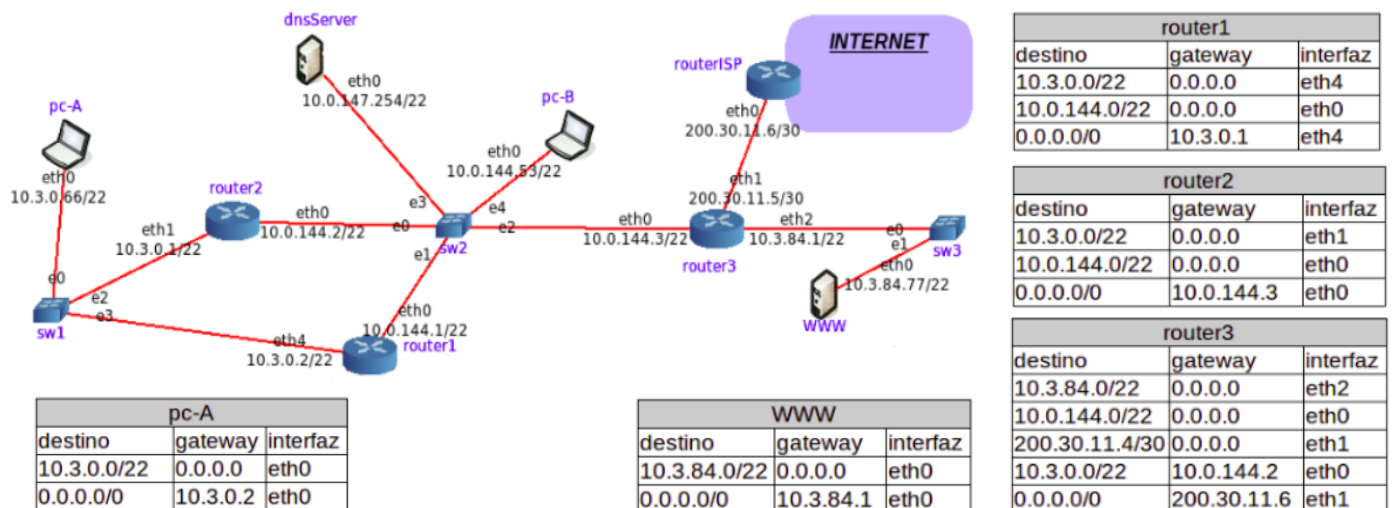 dnsServer
eth0
10.0.147.254/22
pc-A
eth0
10.3.0.66/22
router2
eth1
10.3.0.1/22
eth0
10.0.144.2/22
pc-B
eth0
10.0.144.53/22
e3
e4
e0
e2
sw2
e1
e0
e2
e3
sw1
eth4
10.3.0.2/22
eth0
10.0.144.1/22
router1
INTERNET
routerISP
eth0
200.30.11.6/30
eth1
200.30.11.5/30
eth0
10.0.144.3/22
eth2
10.3.84.1/22
router3
e0
e1
sw3
eth0
10.3.84.77/22
WWW
router1
destino gateway interfaz
10.3.0.0/22 0.0.0.0 eth4
10.0.144.0/22 0.0.0.0 eth0
0.0.0.0/0 10.3.0.1 eth4
router2
destino gateway interfaz
10.3.0.0/22 0.0.0.0 eth1
10.0.144.0/22 0.0.0.0 eth0
0.0.0.0/0 10.0.144.3 eth0
router3
destino gateway interfaz
10.3.84.0/22 0.0.0.0 eth2
10.0.144.0/22 0.0.0.0 eth0
200.30.11.4/30 0.0.0.0 eth1
10.3.0.0/22 10.0.144.2 eth0
0.0.0.0/0 200.30.11.6 eth1
pc-A
destino gateway interfaz
10.3.0.0/22 0.0.0.0 eth0
0.0.0.0/0 10.3.0.2 eth0
WWW
destino gateway interfaz
10.3.84.0/22 0.0.0.0 eth0
0.0.0.0/0 10.3.84.1 eth0